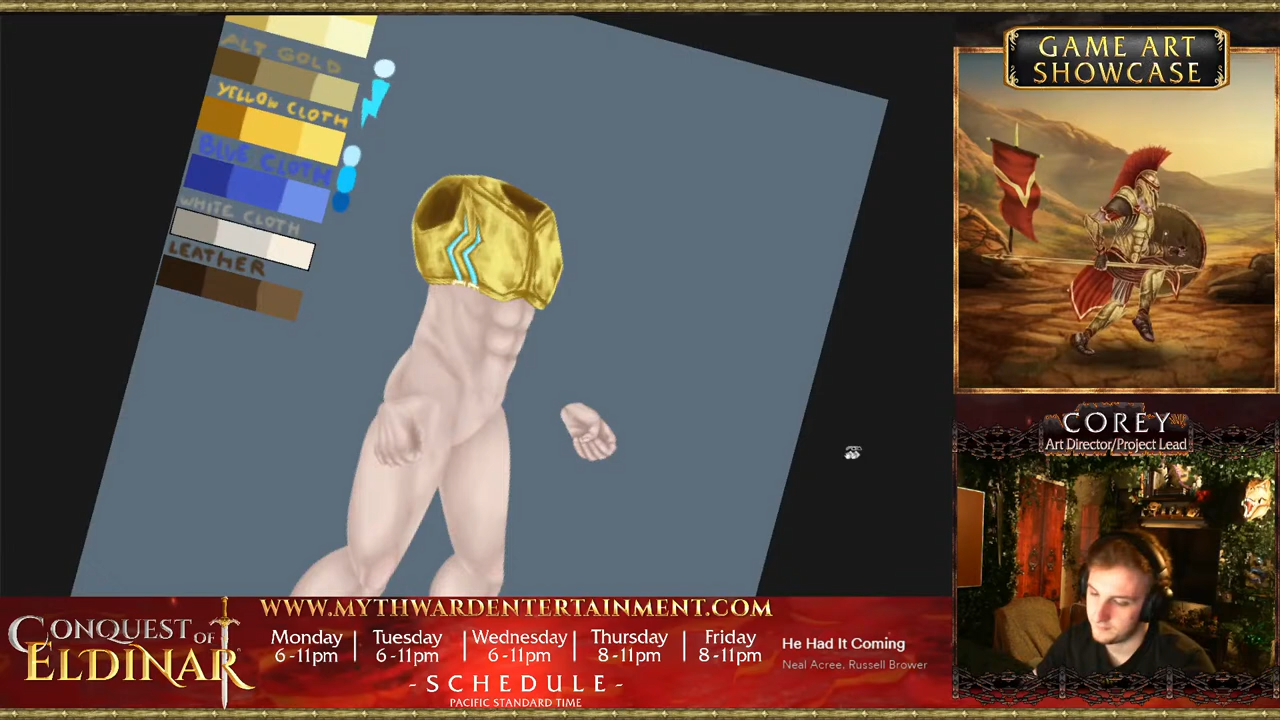 ALT GOLD
YELLOW CLOTH
BLUE CLOTH
WHITE CLOTH
LEATHER
GAME ART
SHOWCASE
COREY
Art Director/Project Lead
CONQUEST OF
ELDINAR
WWW.MYTHWARDENTERTAINMENT.COM
Monday | Tuesday | Wednesday | Thursday | Friday
6-11pm | 6-11pm | 6-11pm | 8-11pm | 8-11pm
- SCHEDULE -
PACIFIC STANDARD TIME
He Had It Coming
Neal Acree, Russell Brower